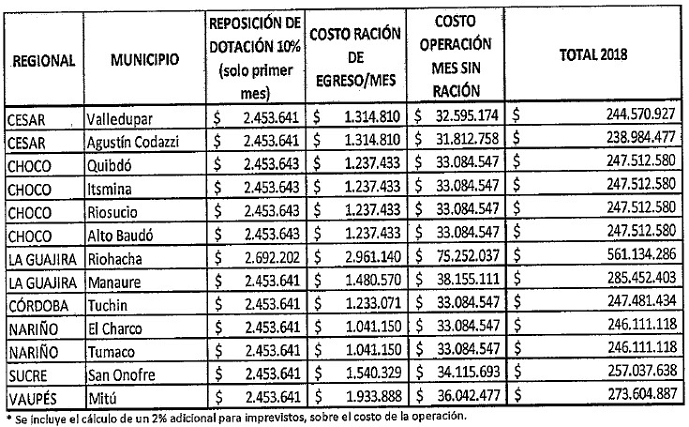 REGIONAL MUNICIPIO REPOSICIÓN DE DOTACIÓN 10% (solo primer mes) COSTO RACIÓN DE EGRESO/MES COSTO OPERACIÓN MES SIN RACIÓN TOTAL 2018
CESAR Valledupar $ 2.453.641 $ 1.314.810 $ 32.595.174 $ 244.570.927
CESAR Agustín Codazzi $ 2.453.641 $ 1.314.810 $ 31.812.758 $ 238.984.477
CHOCO Quibdó $ 2.453.643 $ 1.237.433 $ 33.084.547 $ 247.512.580
CHOCO Itsmina $ 2.453.643 $ 1.237.433 $ 33.084.547 $ 247.512.580
CHOCO Riosucio $ 2.453.643 $ 1.237.433 $ 33.084.547 $ 247.512.580
CHOCO Alto Baudó $ 2.453.643 $ 1.237.433 $ 33.084.547 $ 247.512.580
LA GUAJIRA Riohacha $ 2.692.202 $ 2.961.140 $ 75.252.037 $ 561.134.286
LA GUAJIRA Manaure $ 2.453.641 $ 1.480.570 $ 38.155.111 $ 285.452.403
CÓRDOBA Tuchin $ 2.453.641 $ 1.233.071 $ 33.084.547 $ 247.481.434
NARIÑO El Charco $ 2.453.641 $ 1.041.150 $ 33.084.547 $ 246.111.118
NARIÑO Tumaco $ 2.453.641 $ 1.041.150 $ 33.084.547 $ 246.111.118
SUCRE San Onofre $ 2.453.641 $ 1.540.329 $ 34.115.693 $ 257.037.638
VAUPÉS Mitú $ 2.453.641 $ 1.933.888 $ 36.042.477 $ 273.604.887
* Se incluye el cálculo de un 2% adicional para imprevistos, sobre el costo de la operación.